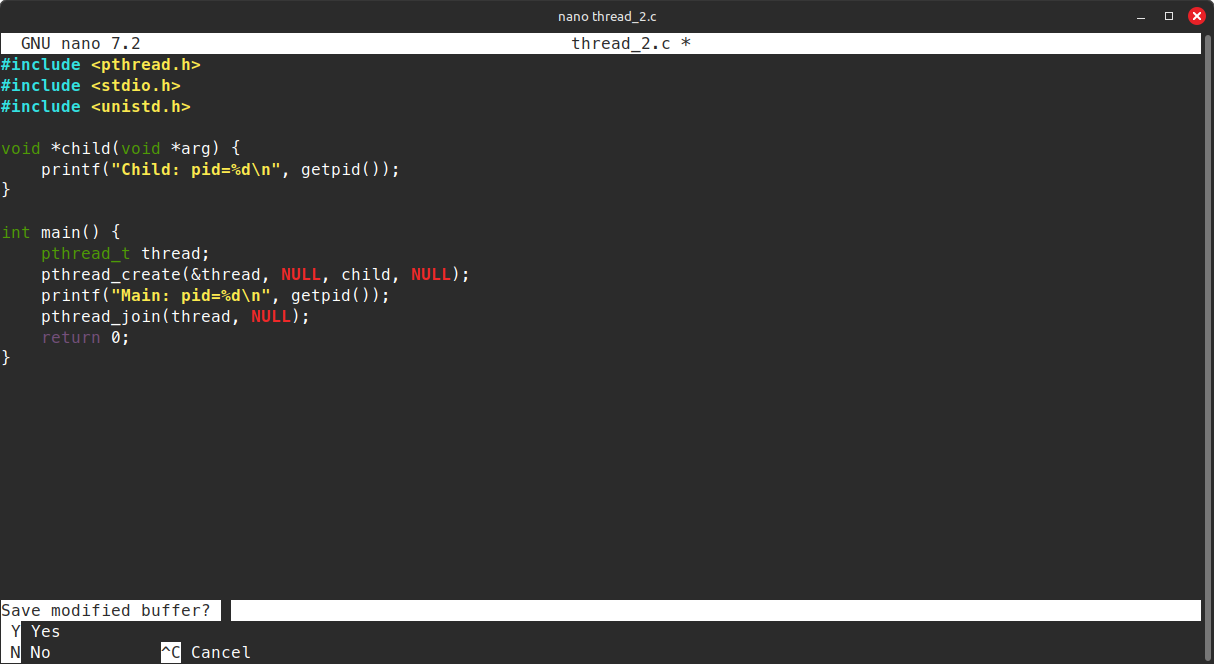 nano thread_2.c
GNU nano 7.2 thread_2.c *
#include <pthread.h>
#include <stdio.h>
#include <unistd.h>
void *child(void *arg) {
    printf("Child: pid=%d\n", getpid());
}
int main() {
    pthread_t thread;
    pthread_create(&thread, NULL, child, NULL);
    printf("Main: pid=%d\n", getpid());
    pthread_join(thread, NULL);
    return 0;
}
Save modified buffer?
Y Yes
N No ^C Cancel